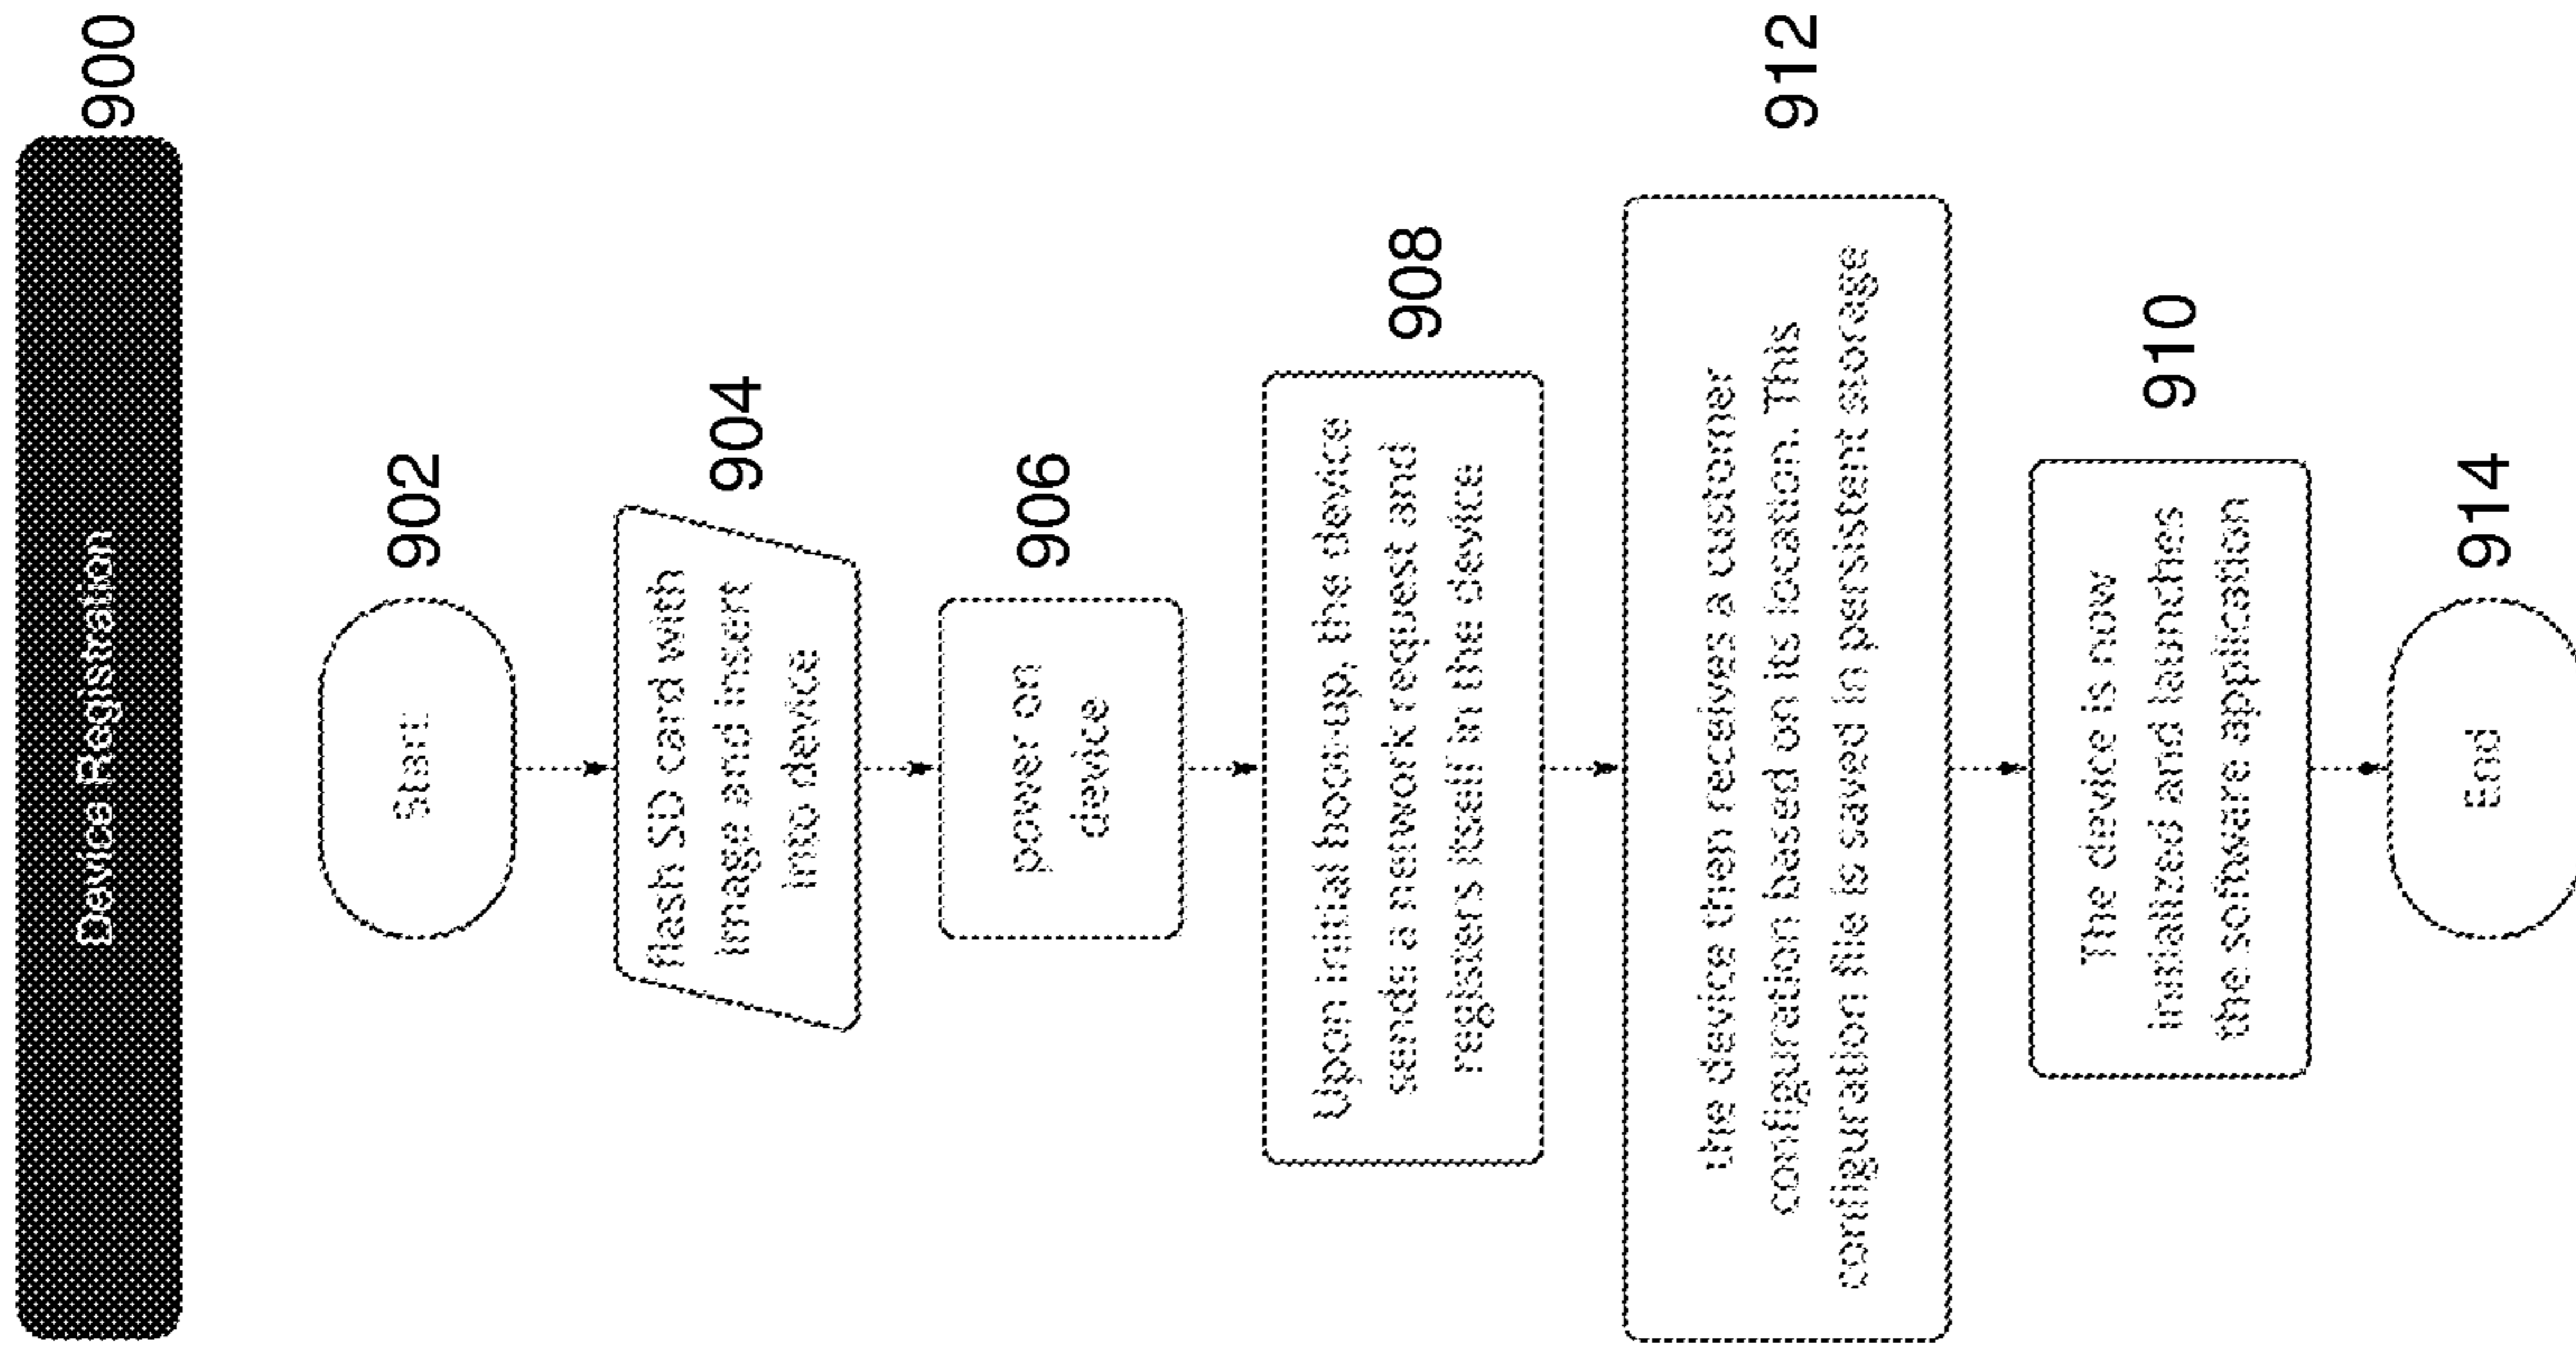 Device Registration
900
Start
902
flash SD card with
image and insert
into device
904
power on
device
906
Upon initial boot-up, the device
sends a network request and
registers itself in the device
908
the device then receives a customer
configuration based on its location. This
configuration file is saved in persistent storage
912
The device is now
initialized and launches
the software application
910
End
914